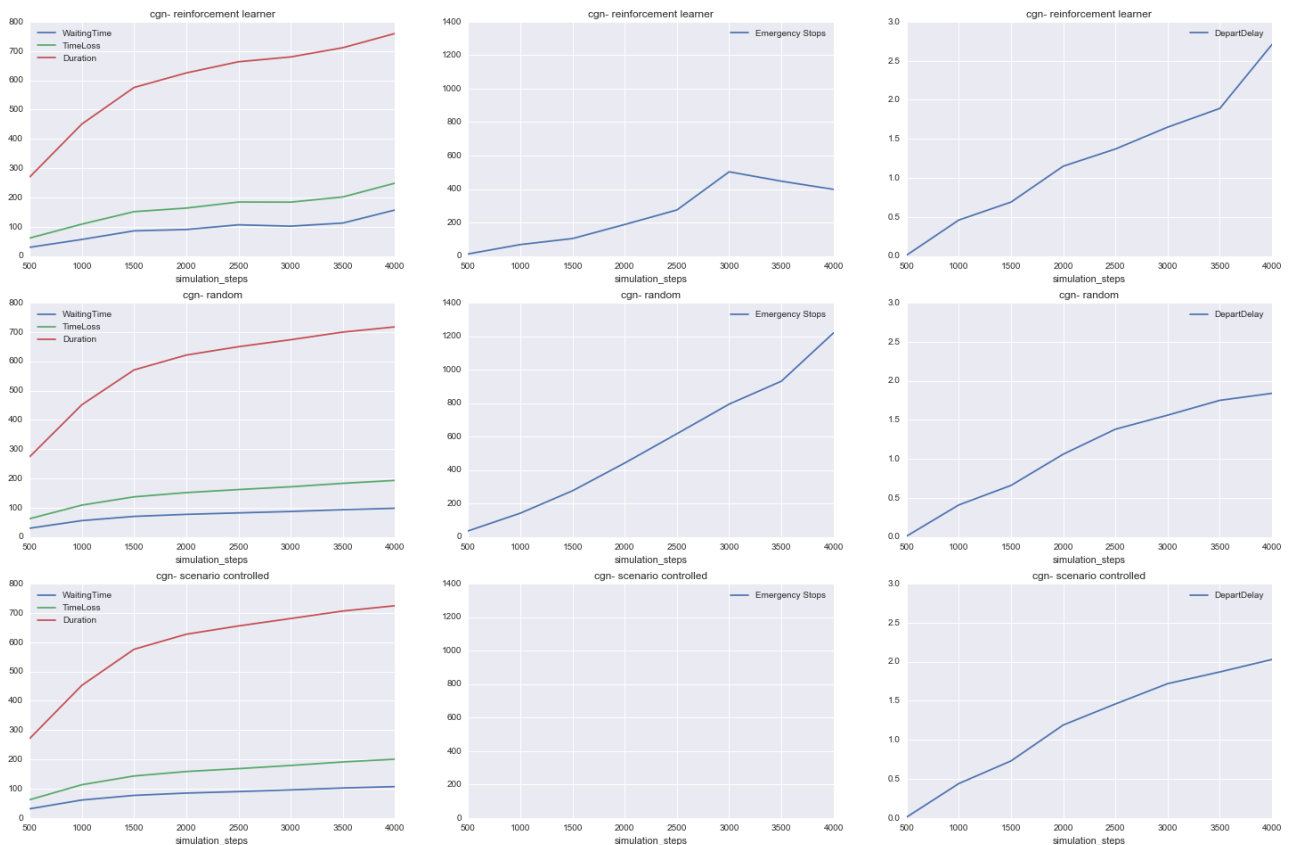 cgn- reinforcement learner
cgn- reinforcement learner
cgn- reinforcement learner
800
700
600
500
400
300
200
100
0
WaitingTime
TimeLoss
Duration
500 1000 1500 2000 2500 3000 3500 4000
simulation_steps
1400
1200
1000
800
600
400
200
0
Emergency Stops
500 1000 1500 2000 2500 3000 3500 4000
simulation_steps
3.0
2.5
2.0
1.5
1.0
0.5
0.0
DepartDelay
500 1000 1500 2000 2500 3000 3500 4000
simulation_steps
cgn- random
cgn- random
cgn- random
800
700
600
500
400
300
200
100
0
WaitingTime
TimeLoss
Duration
500 1000 1500 2000 2500 3000 3500 4000
simulation_steps
1400
1200
1000
800
600
400
200
0
Emergency Stops
500 1000 1500 2000 2500 3000 3500 4000
simulation_steps
3.0
2.5
2.0
1.5
1.0
0.5
0.0
DepartDelay
500 1000 1500 2000 2500 3000 3500 4000
simulation_steps
cgn- scenario controlled
cgn- scenario controlled
cgn- scenario controlled
800
700
600
500
400
300
200
100
0
WaitingTime
TimeLoss
Duration
500 1000 1500 2000 2500 3000 3500 4000
simulation_steps
1400
1200
1000
800
600
400
200
0
Emergency Stops
500 1000 1500 2000 2500 3000 3500 4000
simulation_steps
3.0
2.5
2.0
1.5
1.0
0.5
0.0
DepartDelay
500 1000 1500 2000 2500 3000 3500 4000
simulation_steps